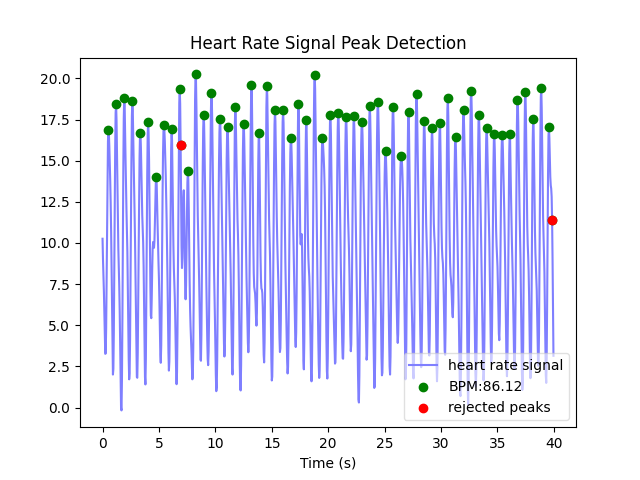 Heart Rate Signal Peak Detection
20.0
17.5
15.0
12.5
10.0
7.5
5.0
2.5
0.0
heart rate signal
BPM:86.12
rejected peaks
0 5 10 15 20 25 30 35 40
Time (s)